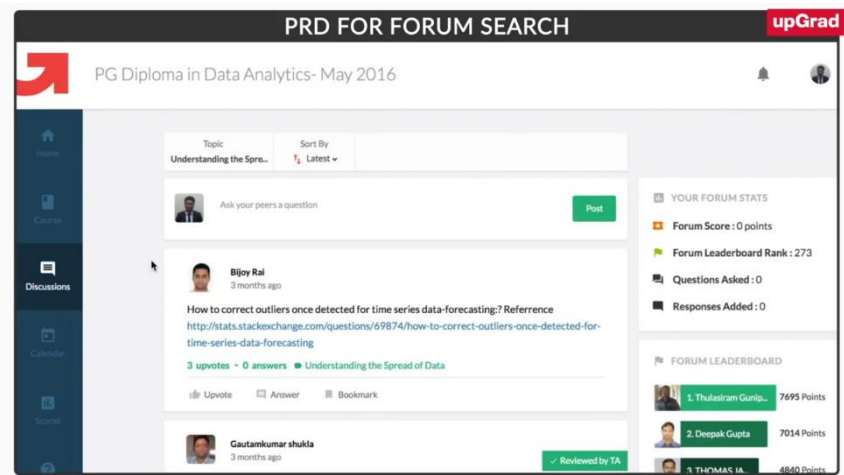 PRD FOR FORUM SEARCH
upGrad
PG Diploma in Data Analytics- May 2016
Home
Course
Discussions
Calendar
Scores
Topic
Understanding the Spre...
Sort By
Latest
Ask your peers a question
Post
Bijoy Rai
3 months ago
How to correct outliers once detected for time series data-forecasting:? Referrence
http://stats.stackexchange.com/questions/69874/how-to-correct-outliers-once-detected-for-
time-series-data-forecasting
3 upvotes - 0 answers Understanding the Spread of Data
Upvote Answer Bookmark
Gautamkumar shukla
3 months ago
✓ Reviewed by TA
YOUR FORUM STATS
Forum Score : 0 points
Forum Leaderboard Rank : 273
Questions Asked : 0
Responses Added : 0
FORUM LEADERBOARD
1. Thulasiram Gunip... 7695 Points
2. Deepak Gupta 7014 Points
3. THOMAS JA... 4840 Points